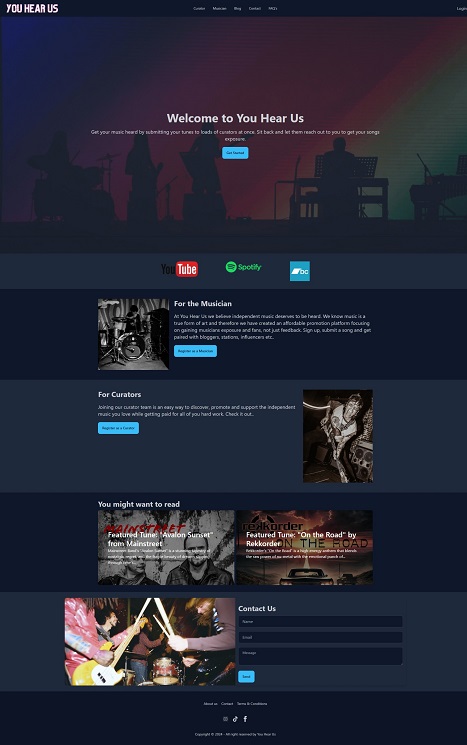 YOU HEAR US
Curator Musician Blog Contact FAQ's
Login
Welcome to You Hear Us
Get your music heard by submitting your tunes to loads of curators at once. Sit back and let them reach out to you to get your songs
exposure.
Get Started
YouTube
Spotify
bc
For the Musician
At You Hear Us we believe independent music deserves to be heard. We know music is a
true form of art and therefore we have created an affordable promotion platform focusing
on gaining musicians exposure and fans, not just feedback. Sign up, submit a song and get
paired with bloggers, stations, influencers etc..
Register as a Musician
For Curators
Joining our curator team is an easy way to discover, promote and support the independent
music you love while getting paid for all of you hard work. Check it out..
Register as a Curator
You might want to read
MAINSTREET
Featured Tune: "Avalon Sunset"
from Mainstreet
Mainstreet Band's "Avalon Sunset" is a stunning
rekkorder
ON THE ROAD
Featured Tune: "On the Road" by
Rekkorder
Rekkorder's "On the Road" is a high-energy anthem that blends
the raw power of nu metal with the emotional punch of...
Contact Us
Name
Email
Message
Send
About us Contact Terms & Conditions
Copyright © 2024 - All right reserved by You Hear Us